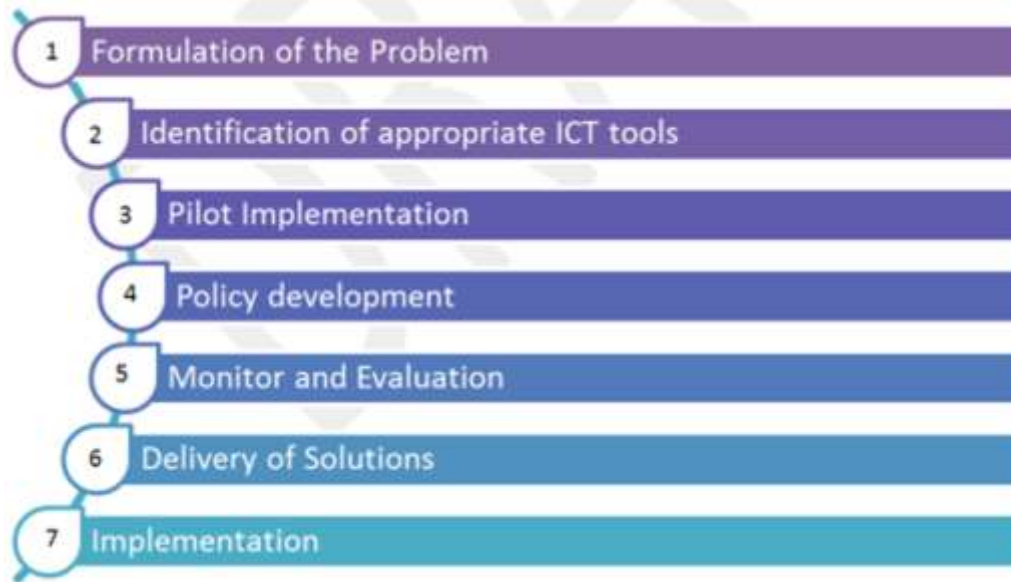 1 Formulation of the Problem
2 Identification of appropriate ICT tools
3 Pilot Implementation
4 Policy development
5 Monitor and Evaluation
6 Delivery of Solutions
7 Implementation